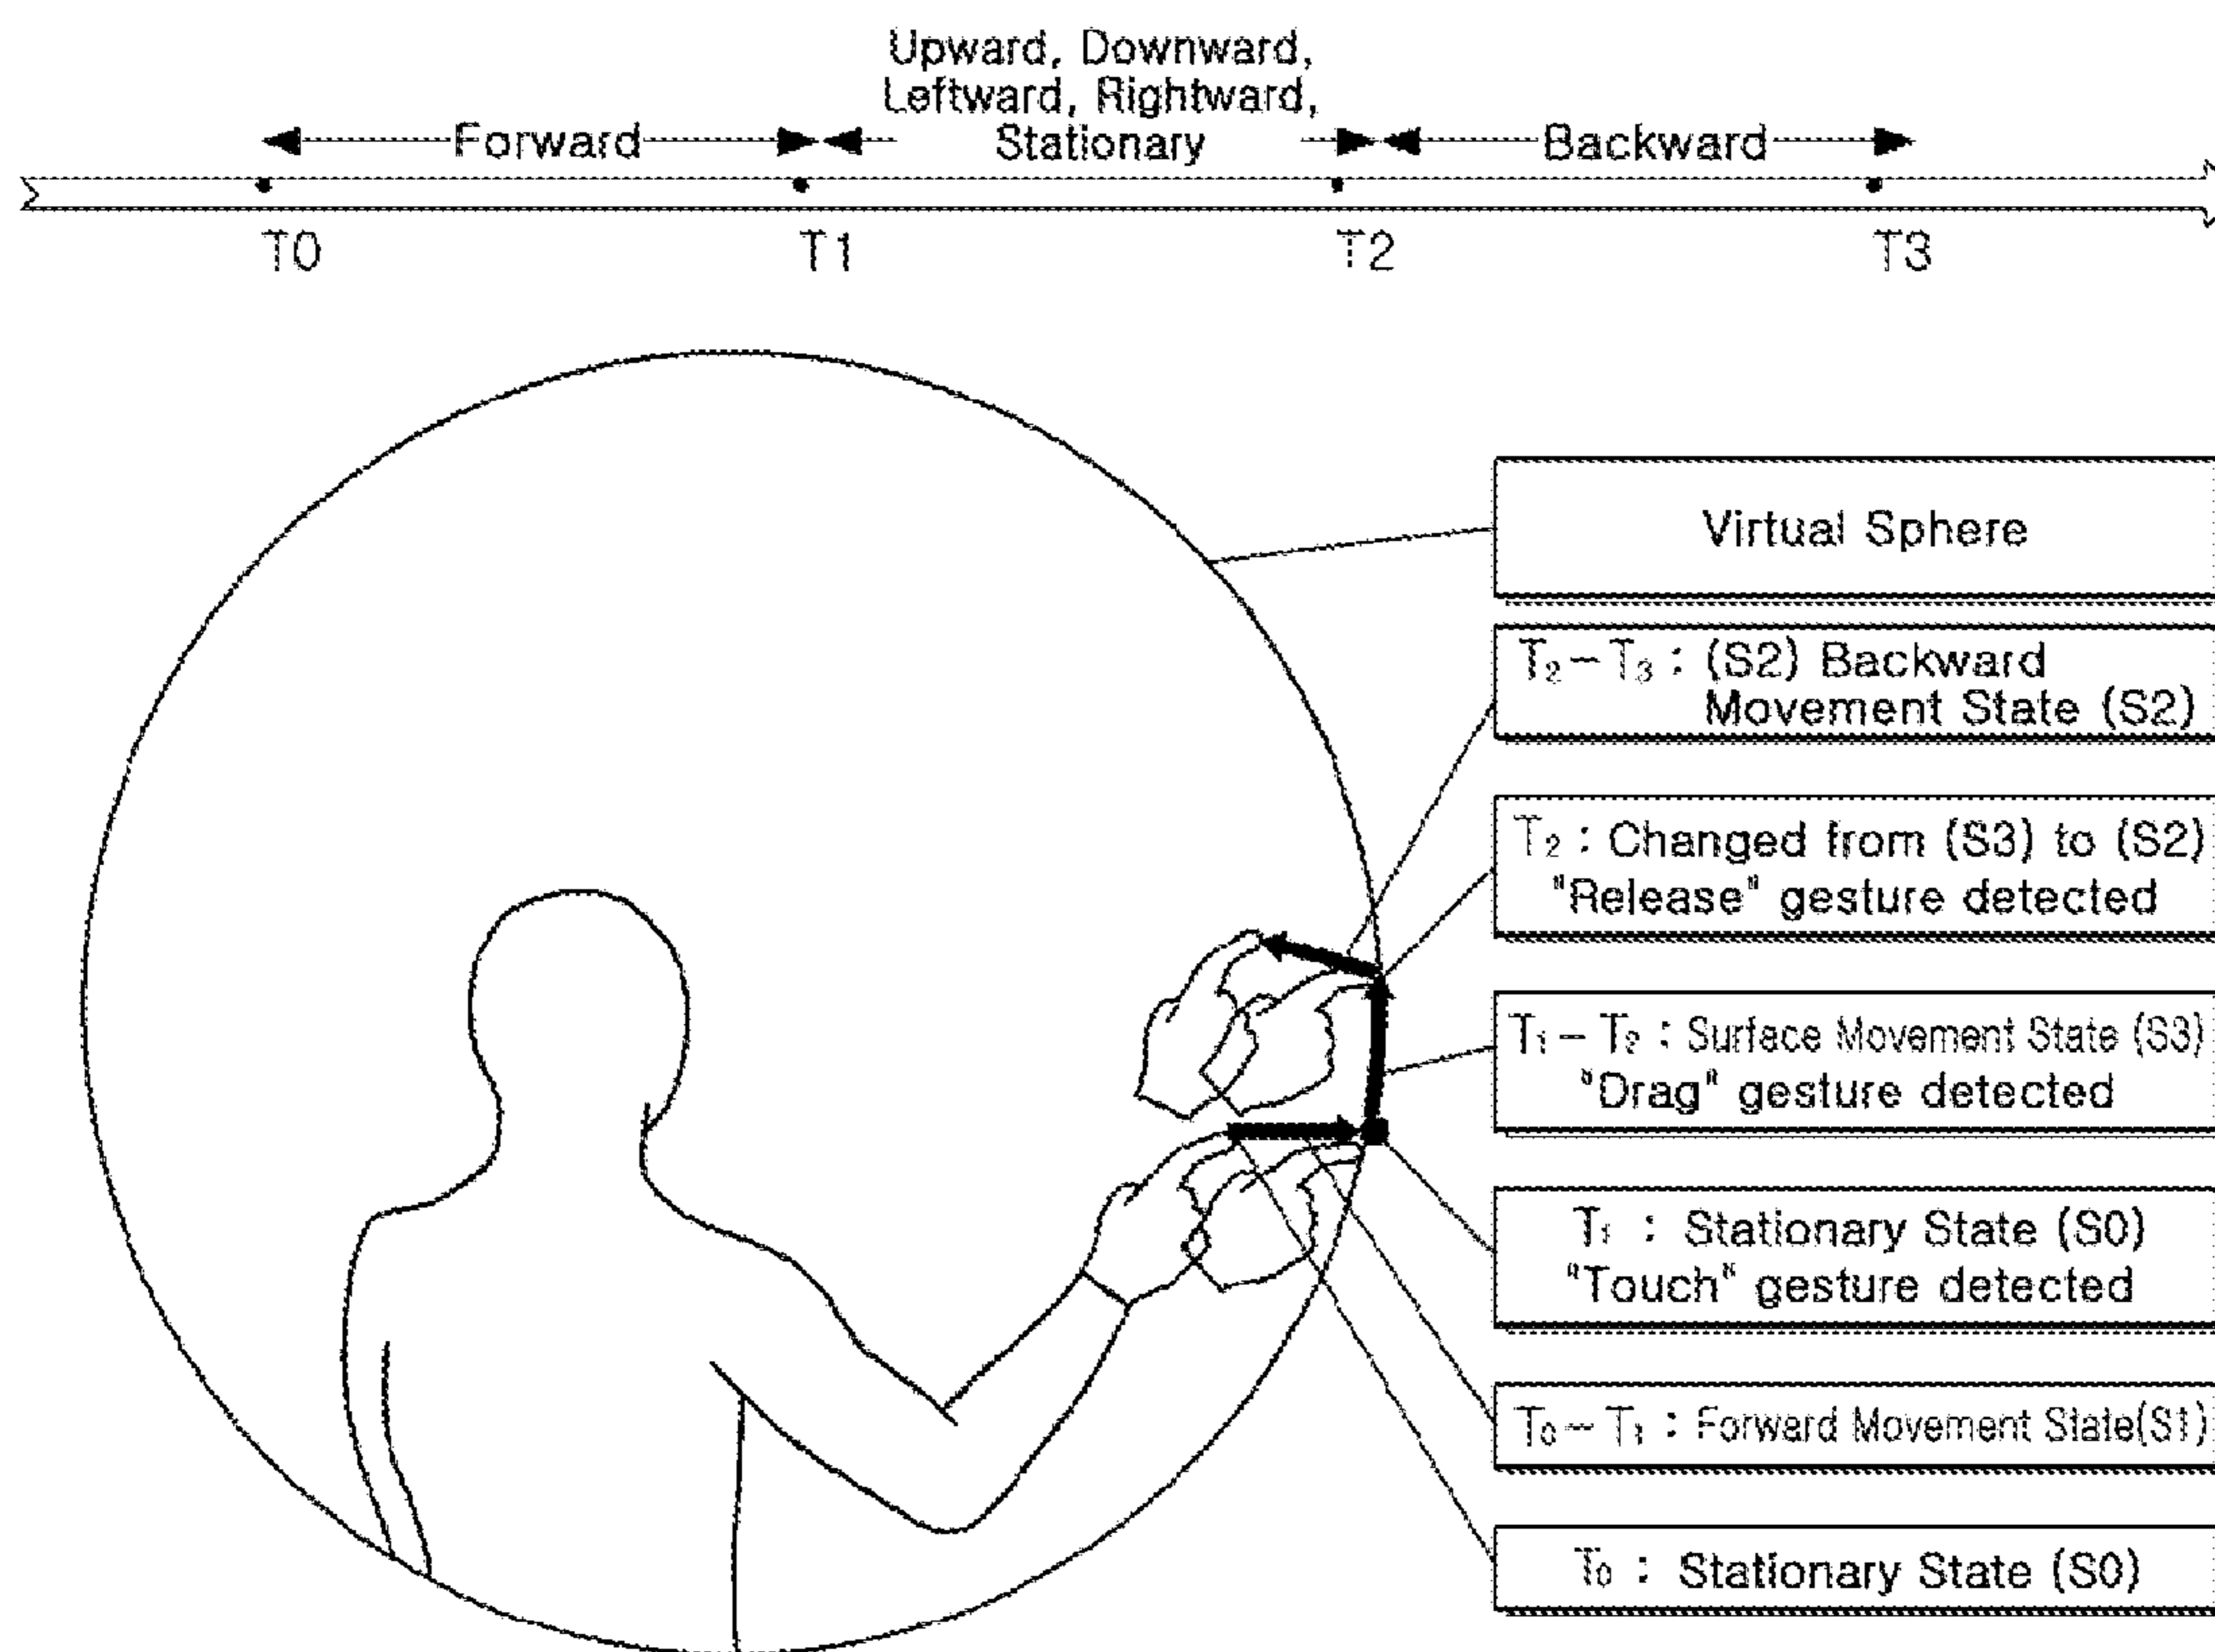 Upward, Downward,
Leftward, Rightward,
Forward Stationary Backward
T0 T1 T2 T3
Virtual Sphere
T₂-T₃ : (S2) Backward
Movement State (S2)
T₂ : Changed from (S3) to (S2)
"Release" gesture detected
T₁-T₂ : Surface Movement State (S3)
"Drag" gesture detected
T₁ : Stationary State (S0)
"Touch" gesture detected
T₀-T₁ : Forward Movement State(S1)
T₀ : Stationary State (S0)